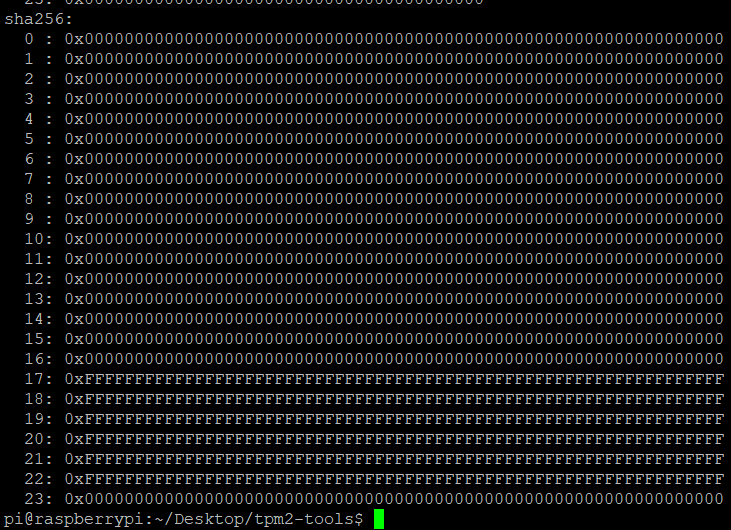 23: 0x0000000000000000000000000000000000000000
sha256:
  0 : 0x0000000000000000000000000000000000000000000000000000000000000000
  1 : 0x0000000000000000000000000000000000000000000000000000000000000000
  2 : 0x0000000000000000000000000000000000000000000000000000000000000000
  3 : 0x0000000000000000000000000000000000000000000000000000000000000000
  4 : 0x0000000000000000000000000000000000000000000000000000000000000000
  5 : 0x0000000000000000000000000000000000000000000000000000000000000000
  6 : 0x0000000000000000000000000000000000000000000000000000000000000000
  7 : 0x0000000000000000000000000000000000000000000000000000000000000000
  8 : 0x0000000000000000000000000000000000000000000000000000000000000000
  9 : 0x0000000000000000000000000000000000000000000000000000000000000000
  10: 0x0000000000000000000000000000000000000000000000000000000000000000
  11: 0x0000000000000000000000000000000000000000000000000000000000000000
  12: 0x0000000000000000000000000000000000000000000000000000000000000000
  13: 0x0000000000000000000000000000000000000000000000000000000000000000
  14: 0x0000000000000000000000000000000000000000000000000000000000000000
  15: 0x0000000000000000000000000000000000000000000000000000000000000000
  16: 0x0000000000000000000000000000000000000000000000000000000000000000
  17: 0xFFFFFFFFFFFFFFFFFFFFFFFFFFFFFFFFFFFFFFFFFFFFFFFFFFFFFFFFFFFFFFFF
  18: 0xFFFFFFFFFFFFFFFFFFFFFFFFFFFFFFFFFFFFFFFFFFFFFFFFFFFFFFFFFFFFFFFF
  19: 0xFFFFFFFFFFFFFFFFFFFFFFFFFFFFFFFFFFFFFFFFFFFFFFFFFFFFFFFFFFFFFFFF
  20: 0xFFFFFFFFFFFFFFFFFFFFFFFFFFFFFFFFFFFFFFFFFFFFFFFFFFFFFFFFFFFFFFFF
  21: 0xFFFFFFFFFFFFFFFFFFFFFFFFFFFFFFFFFFFFFFFFFFFFFFFFFFFFFFFFFFFFFFFF
  22: 0xFFFFFFFFFFFFFFFFFFFFFFFFFFFFFFFFFFFFFFFFFFFFFFFFFFFFFFFFFFFFFFFF
  23: 0x0000000000000000000000000000000000000000000000000000000000000000
pi@raspberrypi:~/Desktop/tpm2-tools$